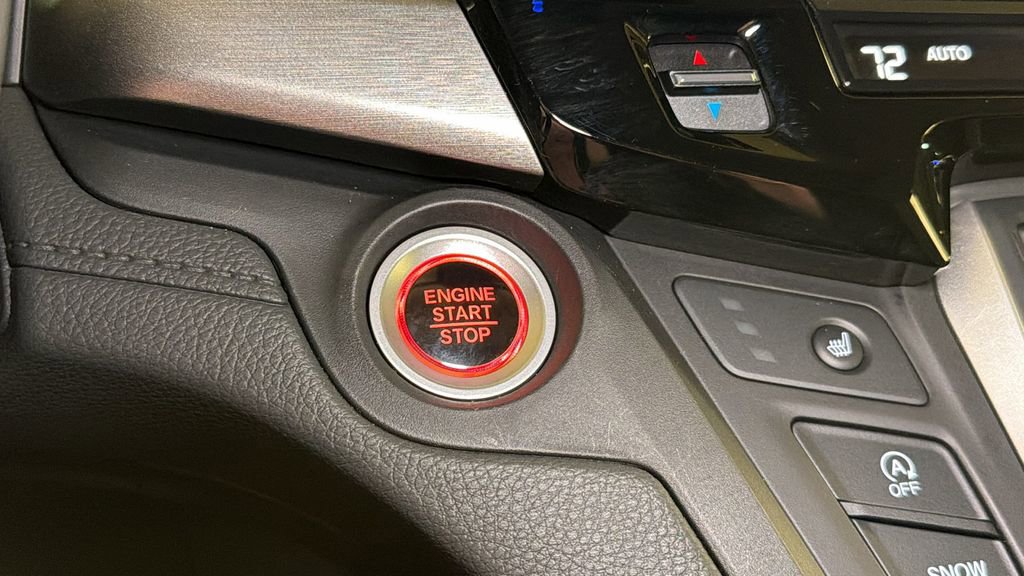 72 AUTO
ENGINE
START
STOP
A
OFF
SNOW